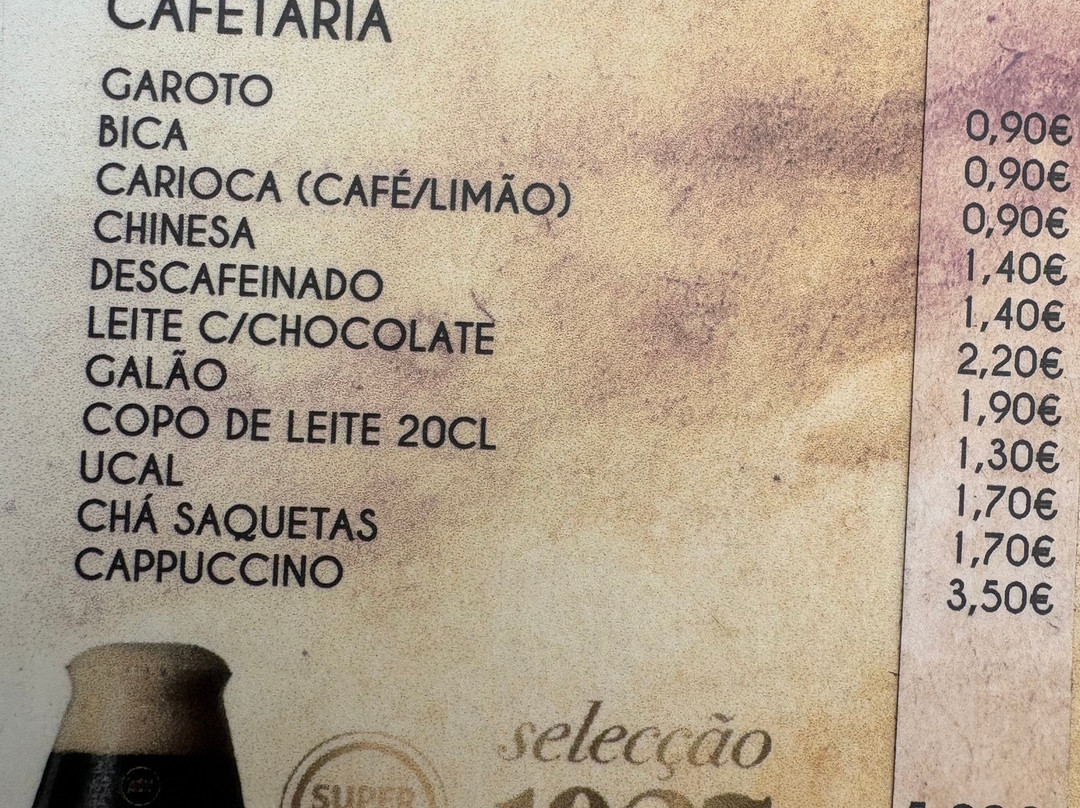 CAFETARIA
GAROTO 0,90€
BICA 0,90€
CARIOCA (CAFÉ/LIMÃO) 0,90€
CHINESA 1,40€
DESCAFEINADO 1,40€
LEITE C/CHOCOLATE 2,20€
GALÃO 1,90€
COPO DE LEITE 20CL 1,30€
UCAL 1,70€
CHÁ SAQUETAS 1,70€
CAPPUCCINO 3,50€
selecção
SUPER